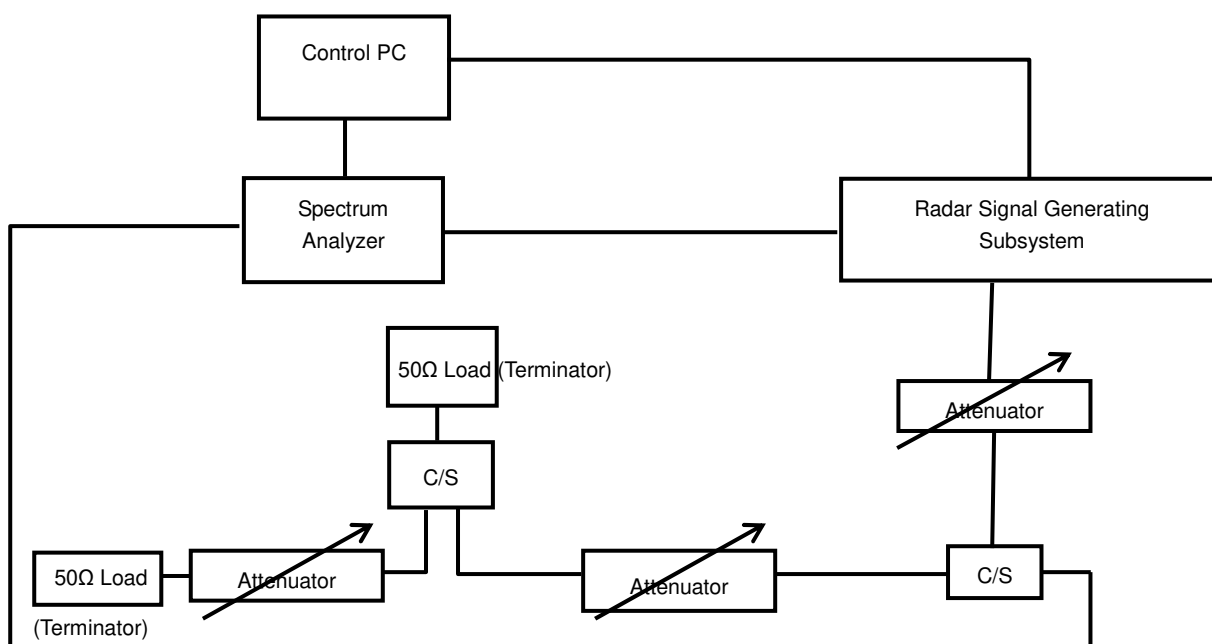 Control PC
Spectrum
Analyzer
Radar Signal Generating
Subsystem
50Ω Load (Terminator)
Attenuator
C/S
50Ω Load
(Terminator)
Attenuator
Attenuator
C/S